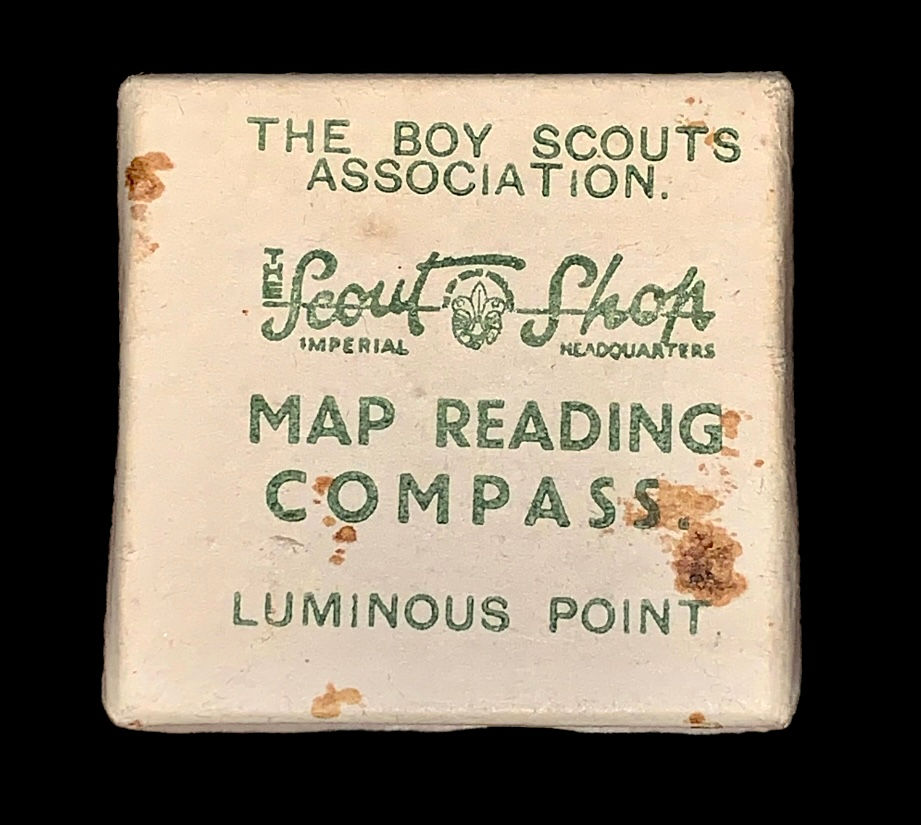 THE BOY SCOUTS
ASSOCIATION.
THE Scout Shop
IMPERIAL HEADQUARTERS
MAP READING
COMPASS.
LUMINOUS POINT